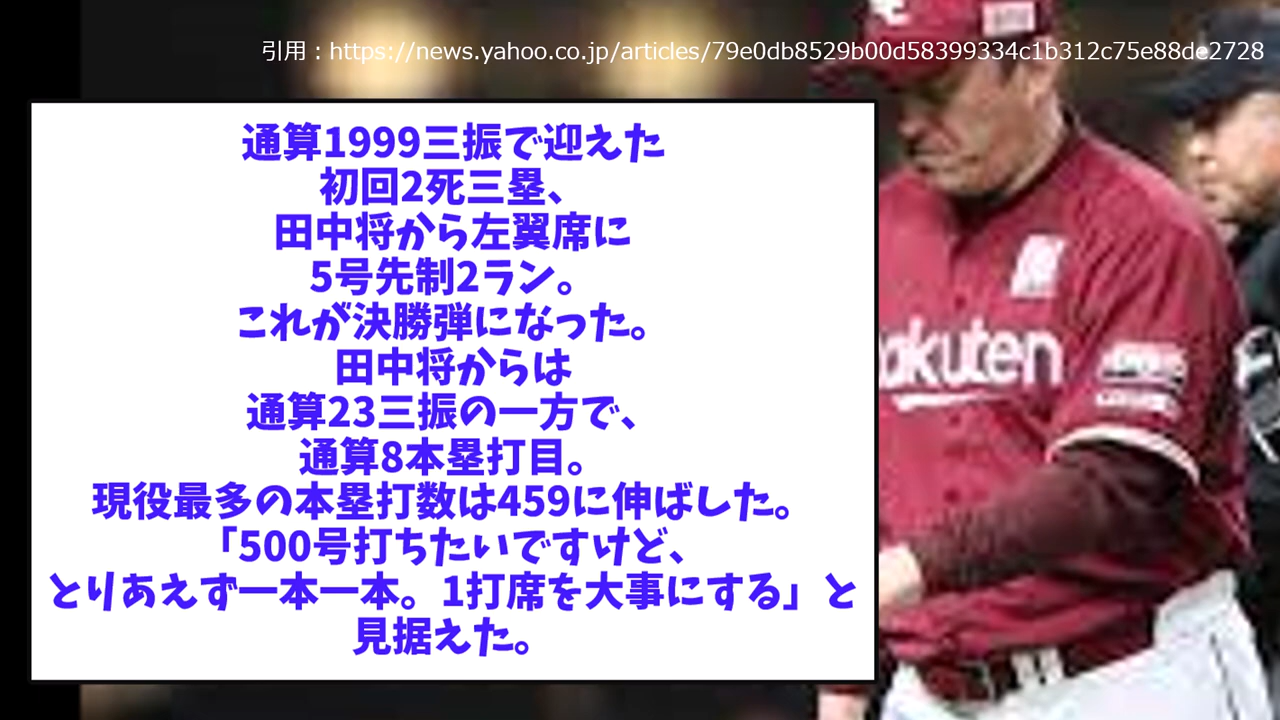 引用：https://news.yahoo.co.jp/articles/79e0db8529b00d58399334c1b312c75e88de2728
通算1999三振で迎えた
初回2死三塁、
田中将から左翼席に
5号先制2ラン。
これが決勝弾になった。
田中将からは
通算23三振の一方で、
通算8本塁打目。
現役最多の本塁打数は459に伸ばした。
「500号打ちたいですけど、
とりあえず一本一本。1打席を大事にする」と
見据えた。
akuten